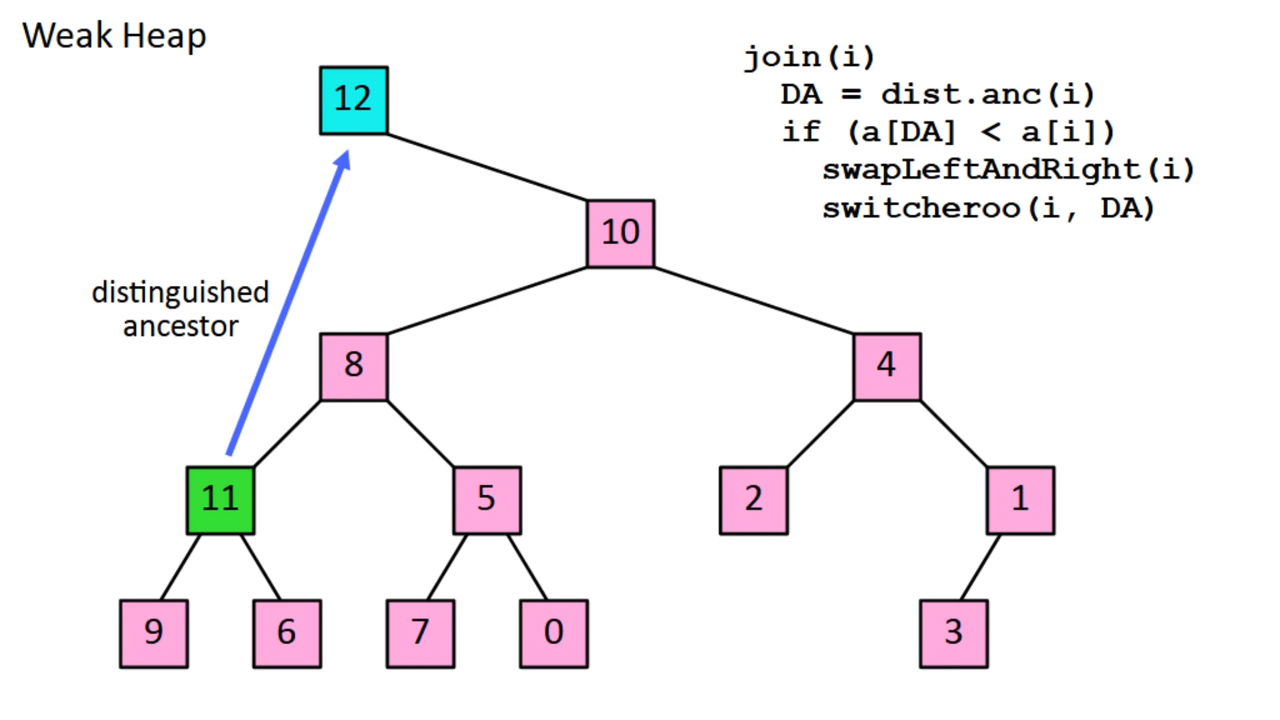 Weak Heap
join(i)
DA = dist.anc(i)
if (a[DA] < a[i])
swapLeftAndRight(i)
switcheroo(i, DA)
12
10
distinguished
ancestor
8
4
11
5
2
1
9
6
7
0
3